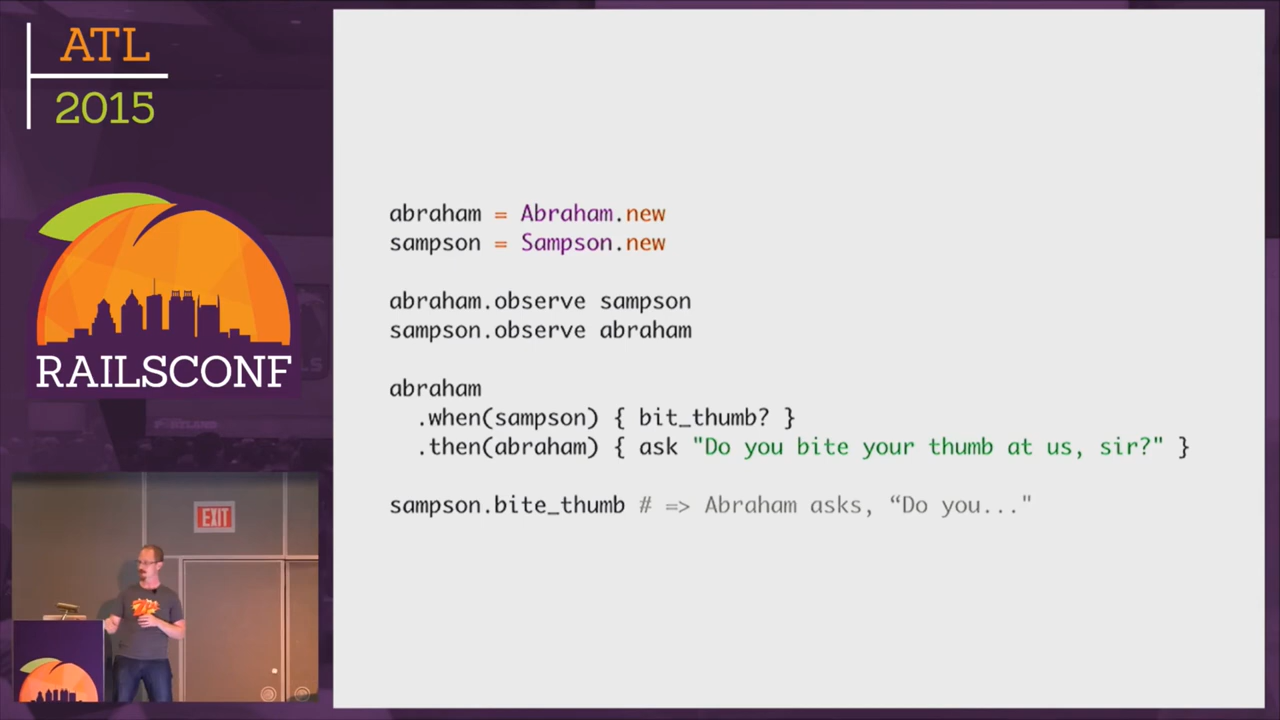 ATL
2015
RAILSCONF
EXIT
abraham = Abraham.new
sampson = Sampson.new
abraham.observe sampson
sampson.observe abraham
abraham
.when(sampson) { bit_thumb? }
.then(abraham) { ask "Do you bite your thumb at us, sir?" }
sampson.bite_thumb # => Abraham asks, “Do you..."